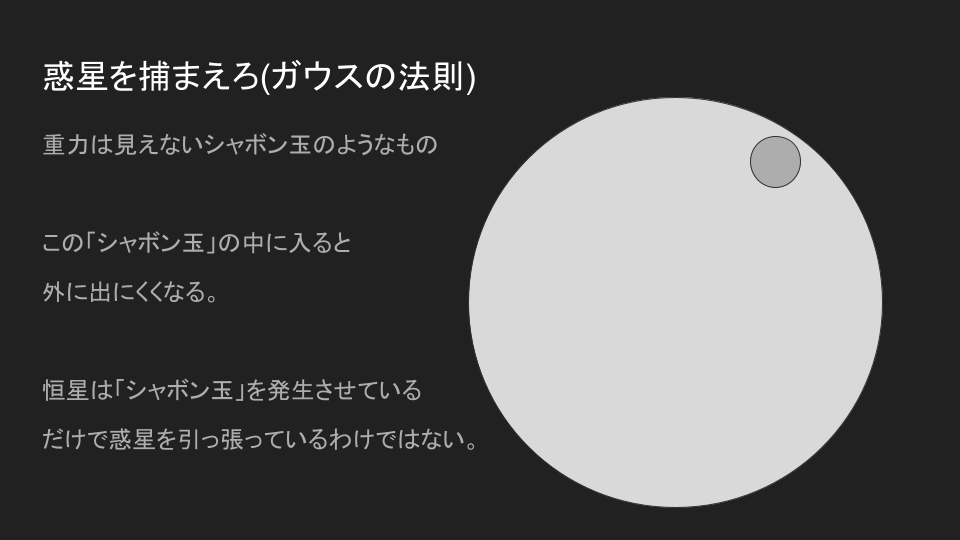 惑星を捕まえろ(ガウスの法則)
重力は見えないシャボン玉のようなもの
この「シャボン玉」の中に入ると
外に出にくくなる。
恒星は「シャボン玉」を発生させている
だけで惑星を引っ張っているわけではない。